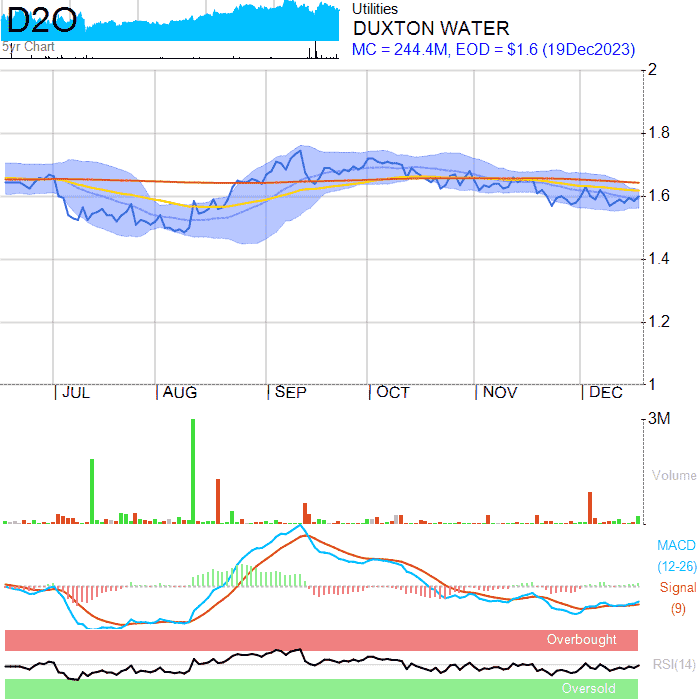 D2O
5yr Chart
Utilities
DUXTON WATER
MC = 244.4M, EOD = $1.6 (19Dec2023)
2
1.8
1.6
1.4
1.2
1
JUL AUG SEP OCT NOV DEC
3M
Volume
MACD
(12-26)
Signal
(9)
Overbought
RSI(14)
Oversold